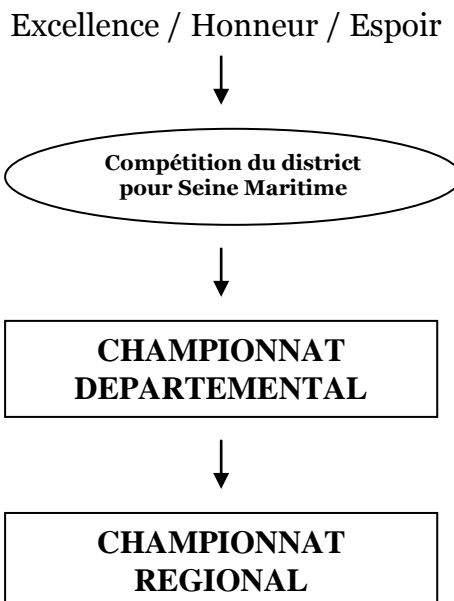 Excellence / Honneur / Espoir
Compétition du district
pour Seine Maritime
CHAMPIONNAT
DEPARTEMENTAL
CHAMPIONNAT
REGIONAL